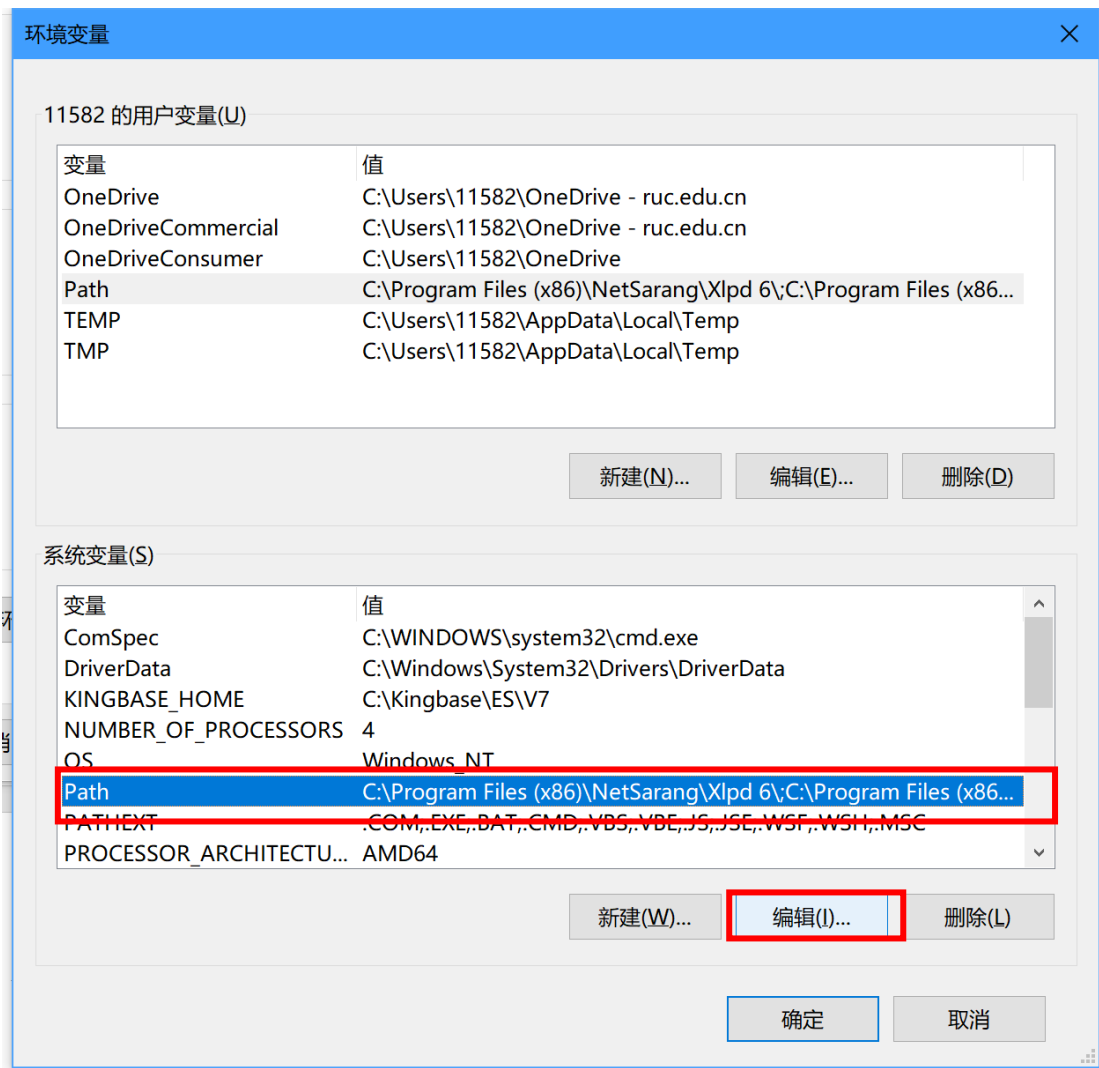 环境变量
11582 的用户变量(U)
变量 值
OneDrive C:\Users\11582\OneDrive - ruc.edu.cn
OneDriveCommercial C:\Users\11582\OneDrive - ruc.edu.cn
OneDriveConsumer C:\Users\11582\OneDrive
Path C:\Program Files (x86)\NetSarang\Xlpd 6\;C:\Program Files (x86...
TEMP C:\Users\11582\AppData\Local\Temp
TMP C:\Users\11582\AppData\Local\Temp
新建(N)... 编辑(E)... 删除(D)
系统变量(S)
变量 值
ComSpec C:\WINDOWS\system32\cmd.exe
DriverData C:\Windows\System32\Drivers\DriverData
KINGBASE_HOME C:\Kingbase\ES\V7
NUMBER_OF_PROCESSORS 4
OS Windows_NT
Path C:\Program Files (x86)\NetSarang\Xlpd 6\;C:\Program Files (x86...
PATHEXT .COM;.EXE;.BAT;.CMD;.VBS;.VBE;.JS;.JSE;.WSF;.WSH;.MSC
PROCESSOR_ARCHITECTU... AMD64
新建(W)... 编辑(I)... 删除(L)
确定 取消